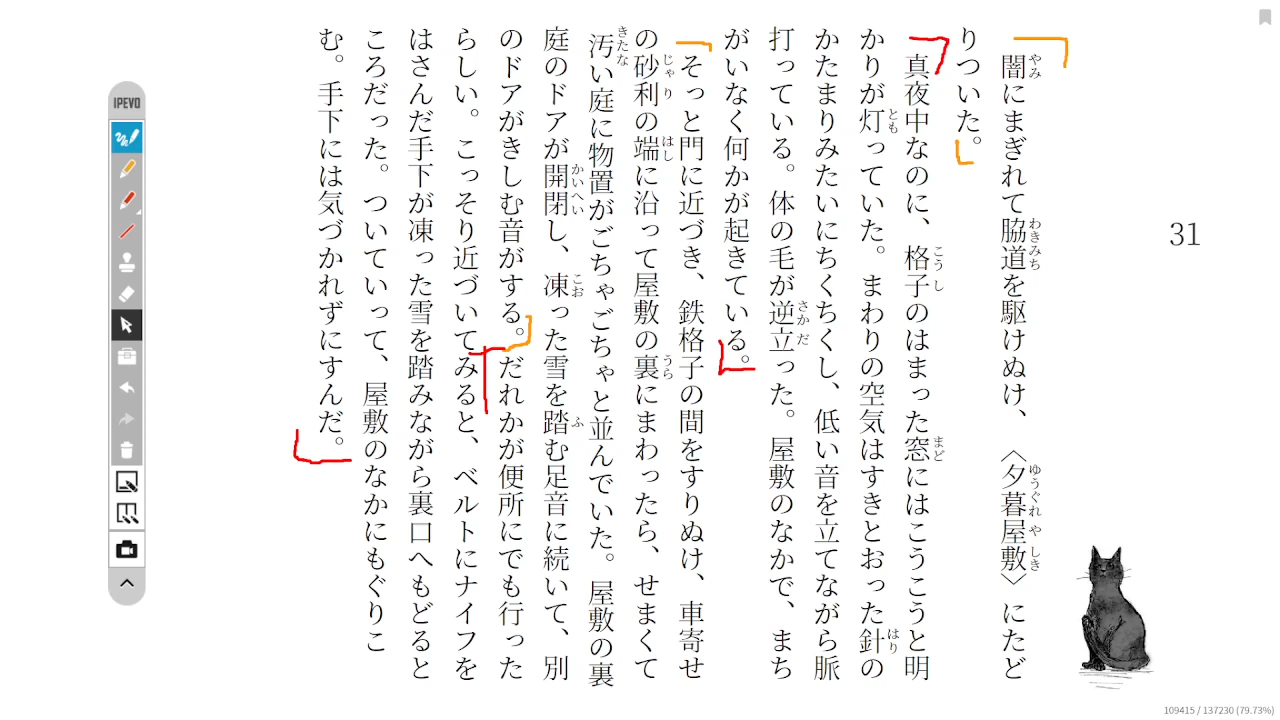 31
闇にまぎれて脇道を駆けぬけ、〈夕暮屋敷〉にたど
りついた。
真夜中なのに、格子のはまった窓にはこうこうと明
かりが灯っていた。まわりの空気はすきとおった針の
かたまりみたいにちくちくし、低い音を立てながら脈
打っている。体の毛が逆立った。屋敷のなかで、まち
がいなく何かが起きている。
そっと門に近づき、鉄格子の間をすりぬけ、車寄せ
の砂利の端に沿って屋敷の裏にまわったら、せまくて
汚い庭に物置がごちゃごちゃと並んでいた。屋敷の裏
庭のドアが開閉し、凍った雪を踏む足音に続いて、別
のドアがきしむ音がする。だれかが便所にでも行った
らしい。こっそり近づいてみると、ベルトにナイフを
はさんだ手下が凍った雪を踏みながら裏口へもどると
ころだった。ついていって、屋敷のなかにもぐりこ
む。手下には気づかれずにすんだ。
IPEVO
109415 / 137230 (79.73%)